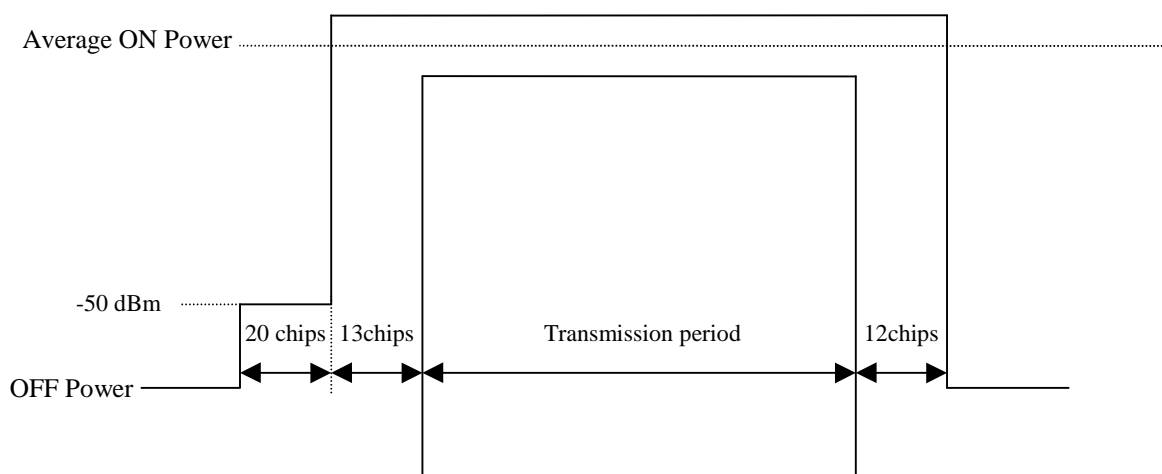 Average ON Power
-50 dBm
20 chips
13chips
Transmission period
12chips
OFF Power